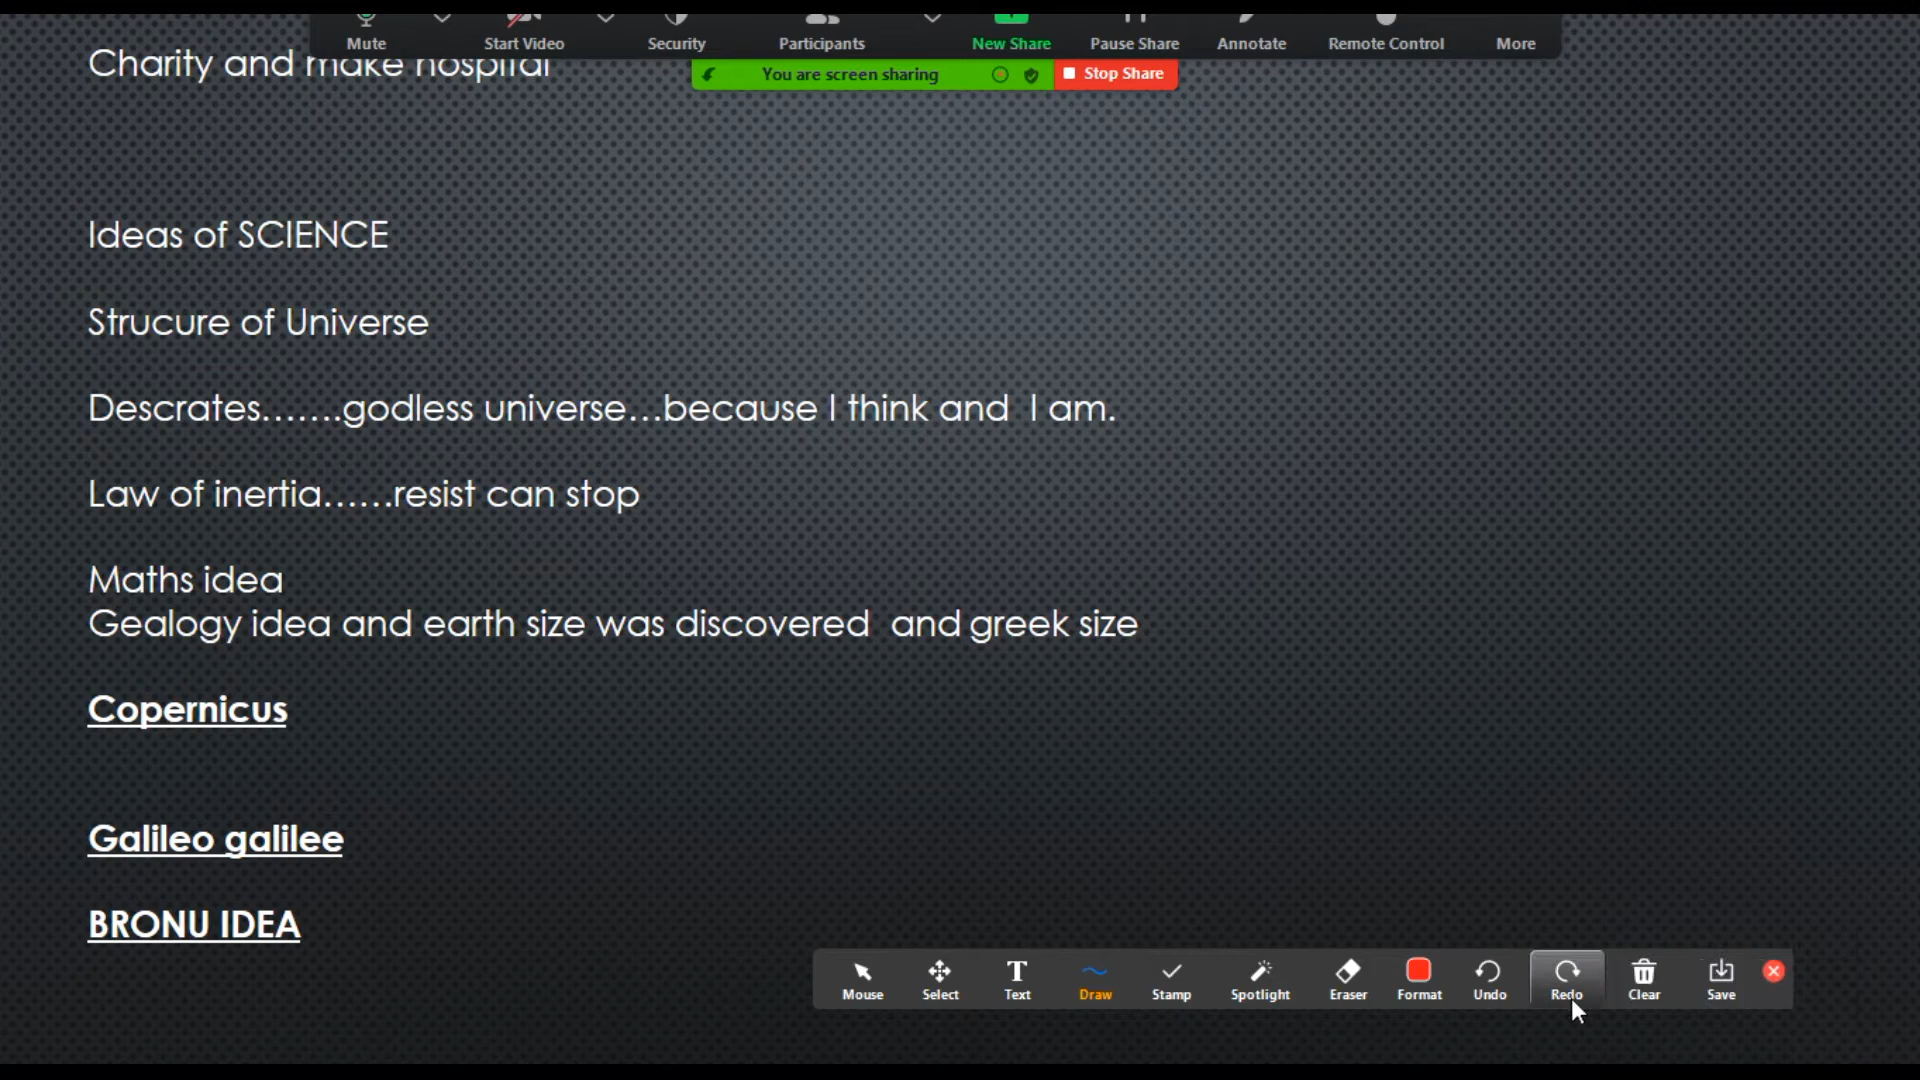 Mute
Start Video
Security
Participants
New Share
Pause Share
Annotate
Remote Control
More
Charity and make hospital
You are screen sharing
Stop Share
Ideas of SCIENCE
Strucure of Universe
Descrates.......godless universe...because I think and I am.
Law of inertia......resist can stop
Maths idea
Gealogy idea and earth size was discovered and greek size
Copernicus
Galileo galilee
BRONU IDEA
Mouse
Select
Text
Draw
Stamp
Spotlight
Eraser
Format
Undo
Redo
Clear
Save